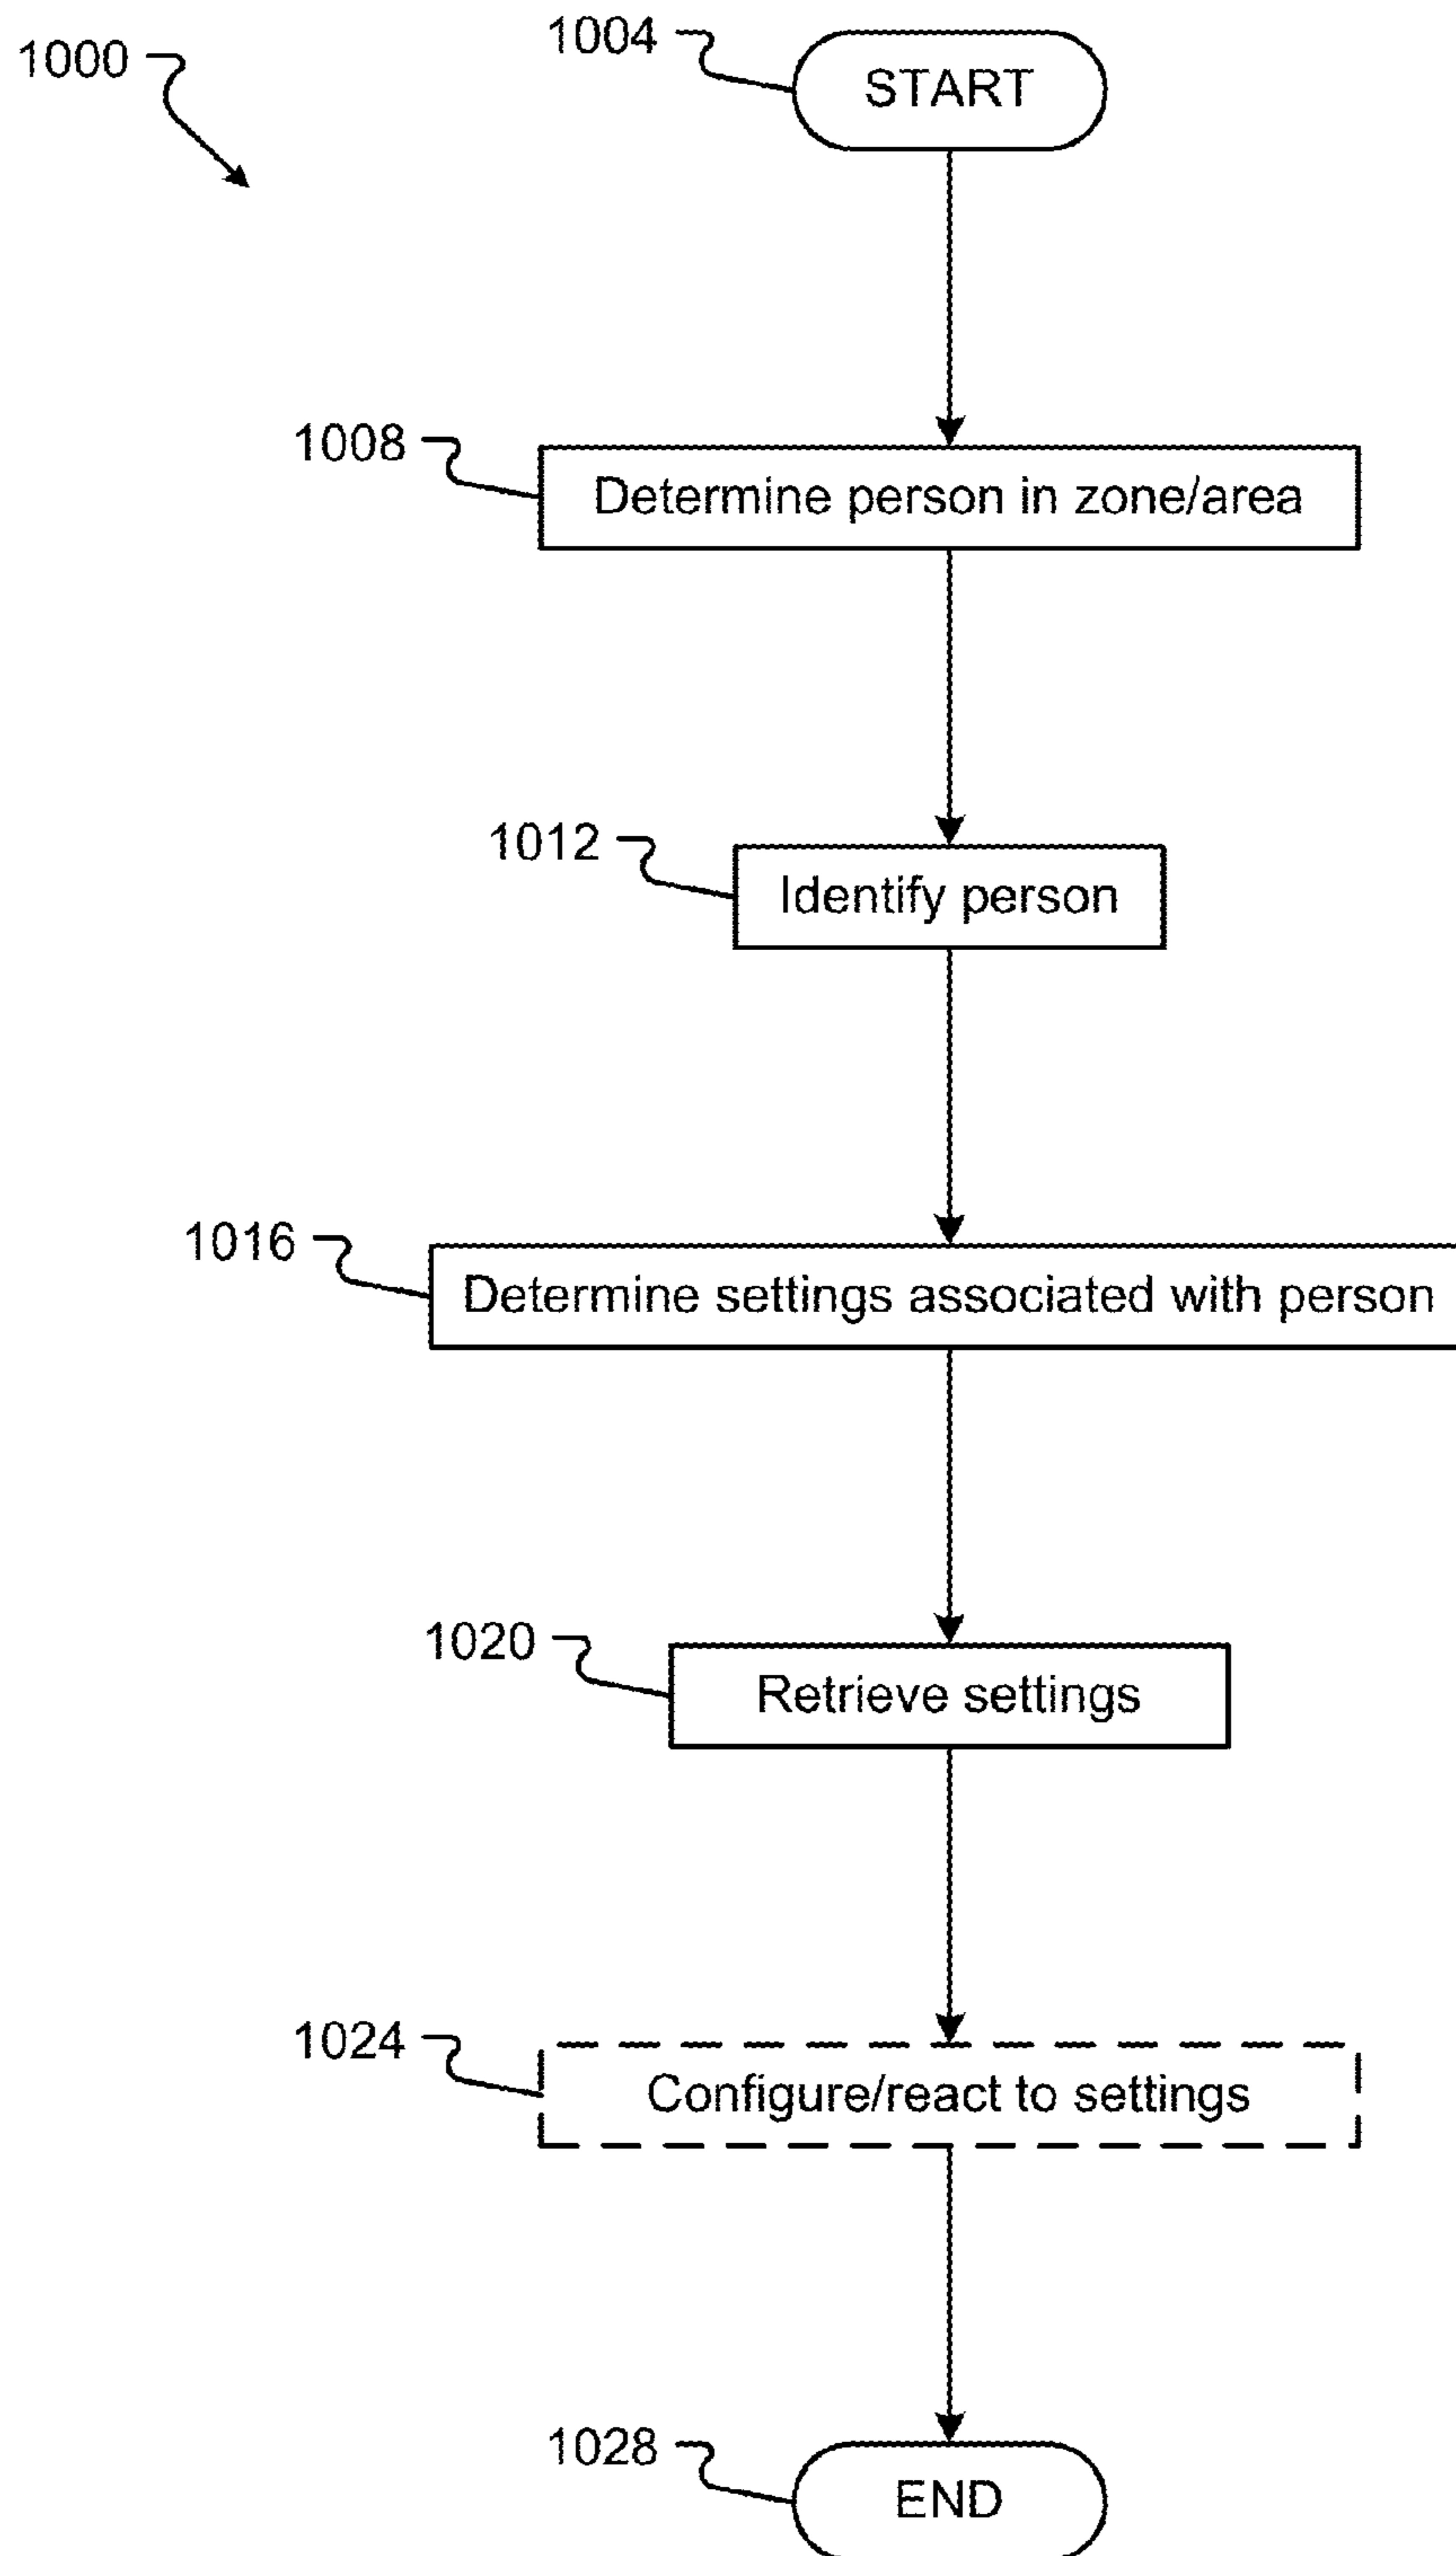 1000
1004
START
1008
Determine person in zone/area
1012
Identify person
1016
Determine settings associated with person
1020
Retrieve settings
1024
Configure/react to settings
1028
END